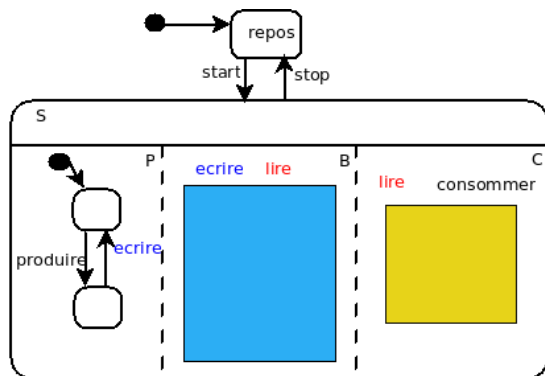 repos
start
stop
S
P
B
C
ecrire lire
lire consommer
produire ecrire